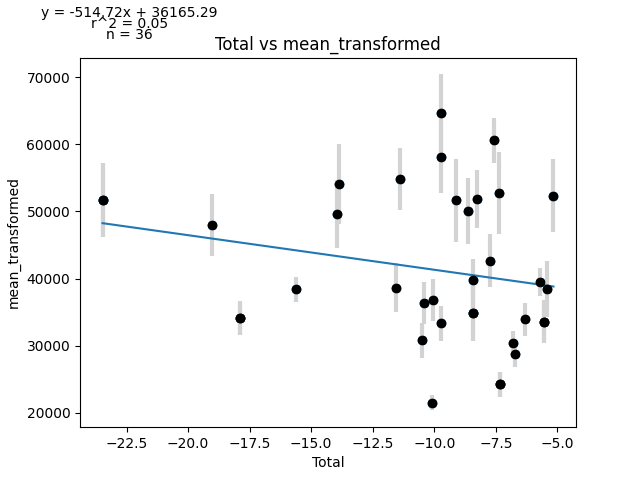 y = -514.72x + 36165.29
r^2 = 0.05
n = 36
Total vs mean_transformed
70000
60000
50000
40000
30000
20000
mean_transformed
−22.5
−20.0
−17.5
−15.0
−12.5
−10.0
−7.5
−5.0
Total